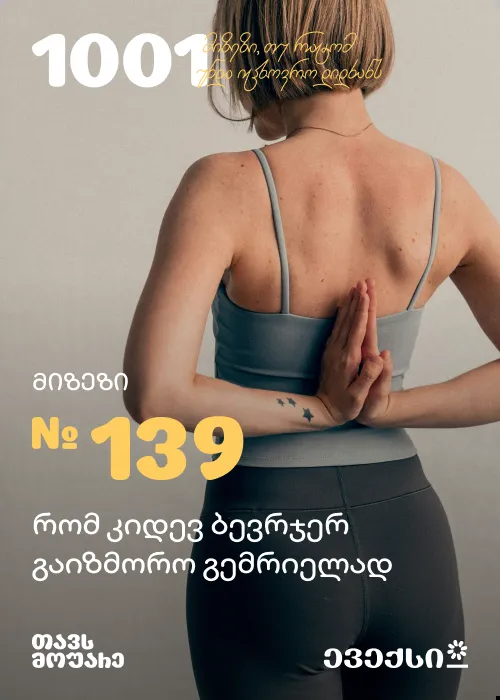 1001 მიზეზი, თუ რატომ
უნდა იცხოვრო დიდხანს
მიზეზი
№ 139
რომ კიდევ ბევრჯერ
გაიზმორო გემრიელად
თავს
მოუარე
ევექსი